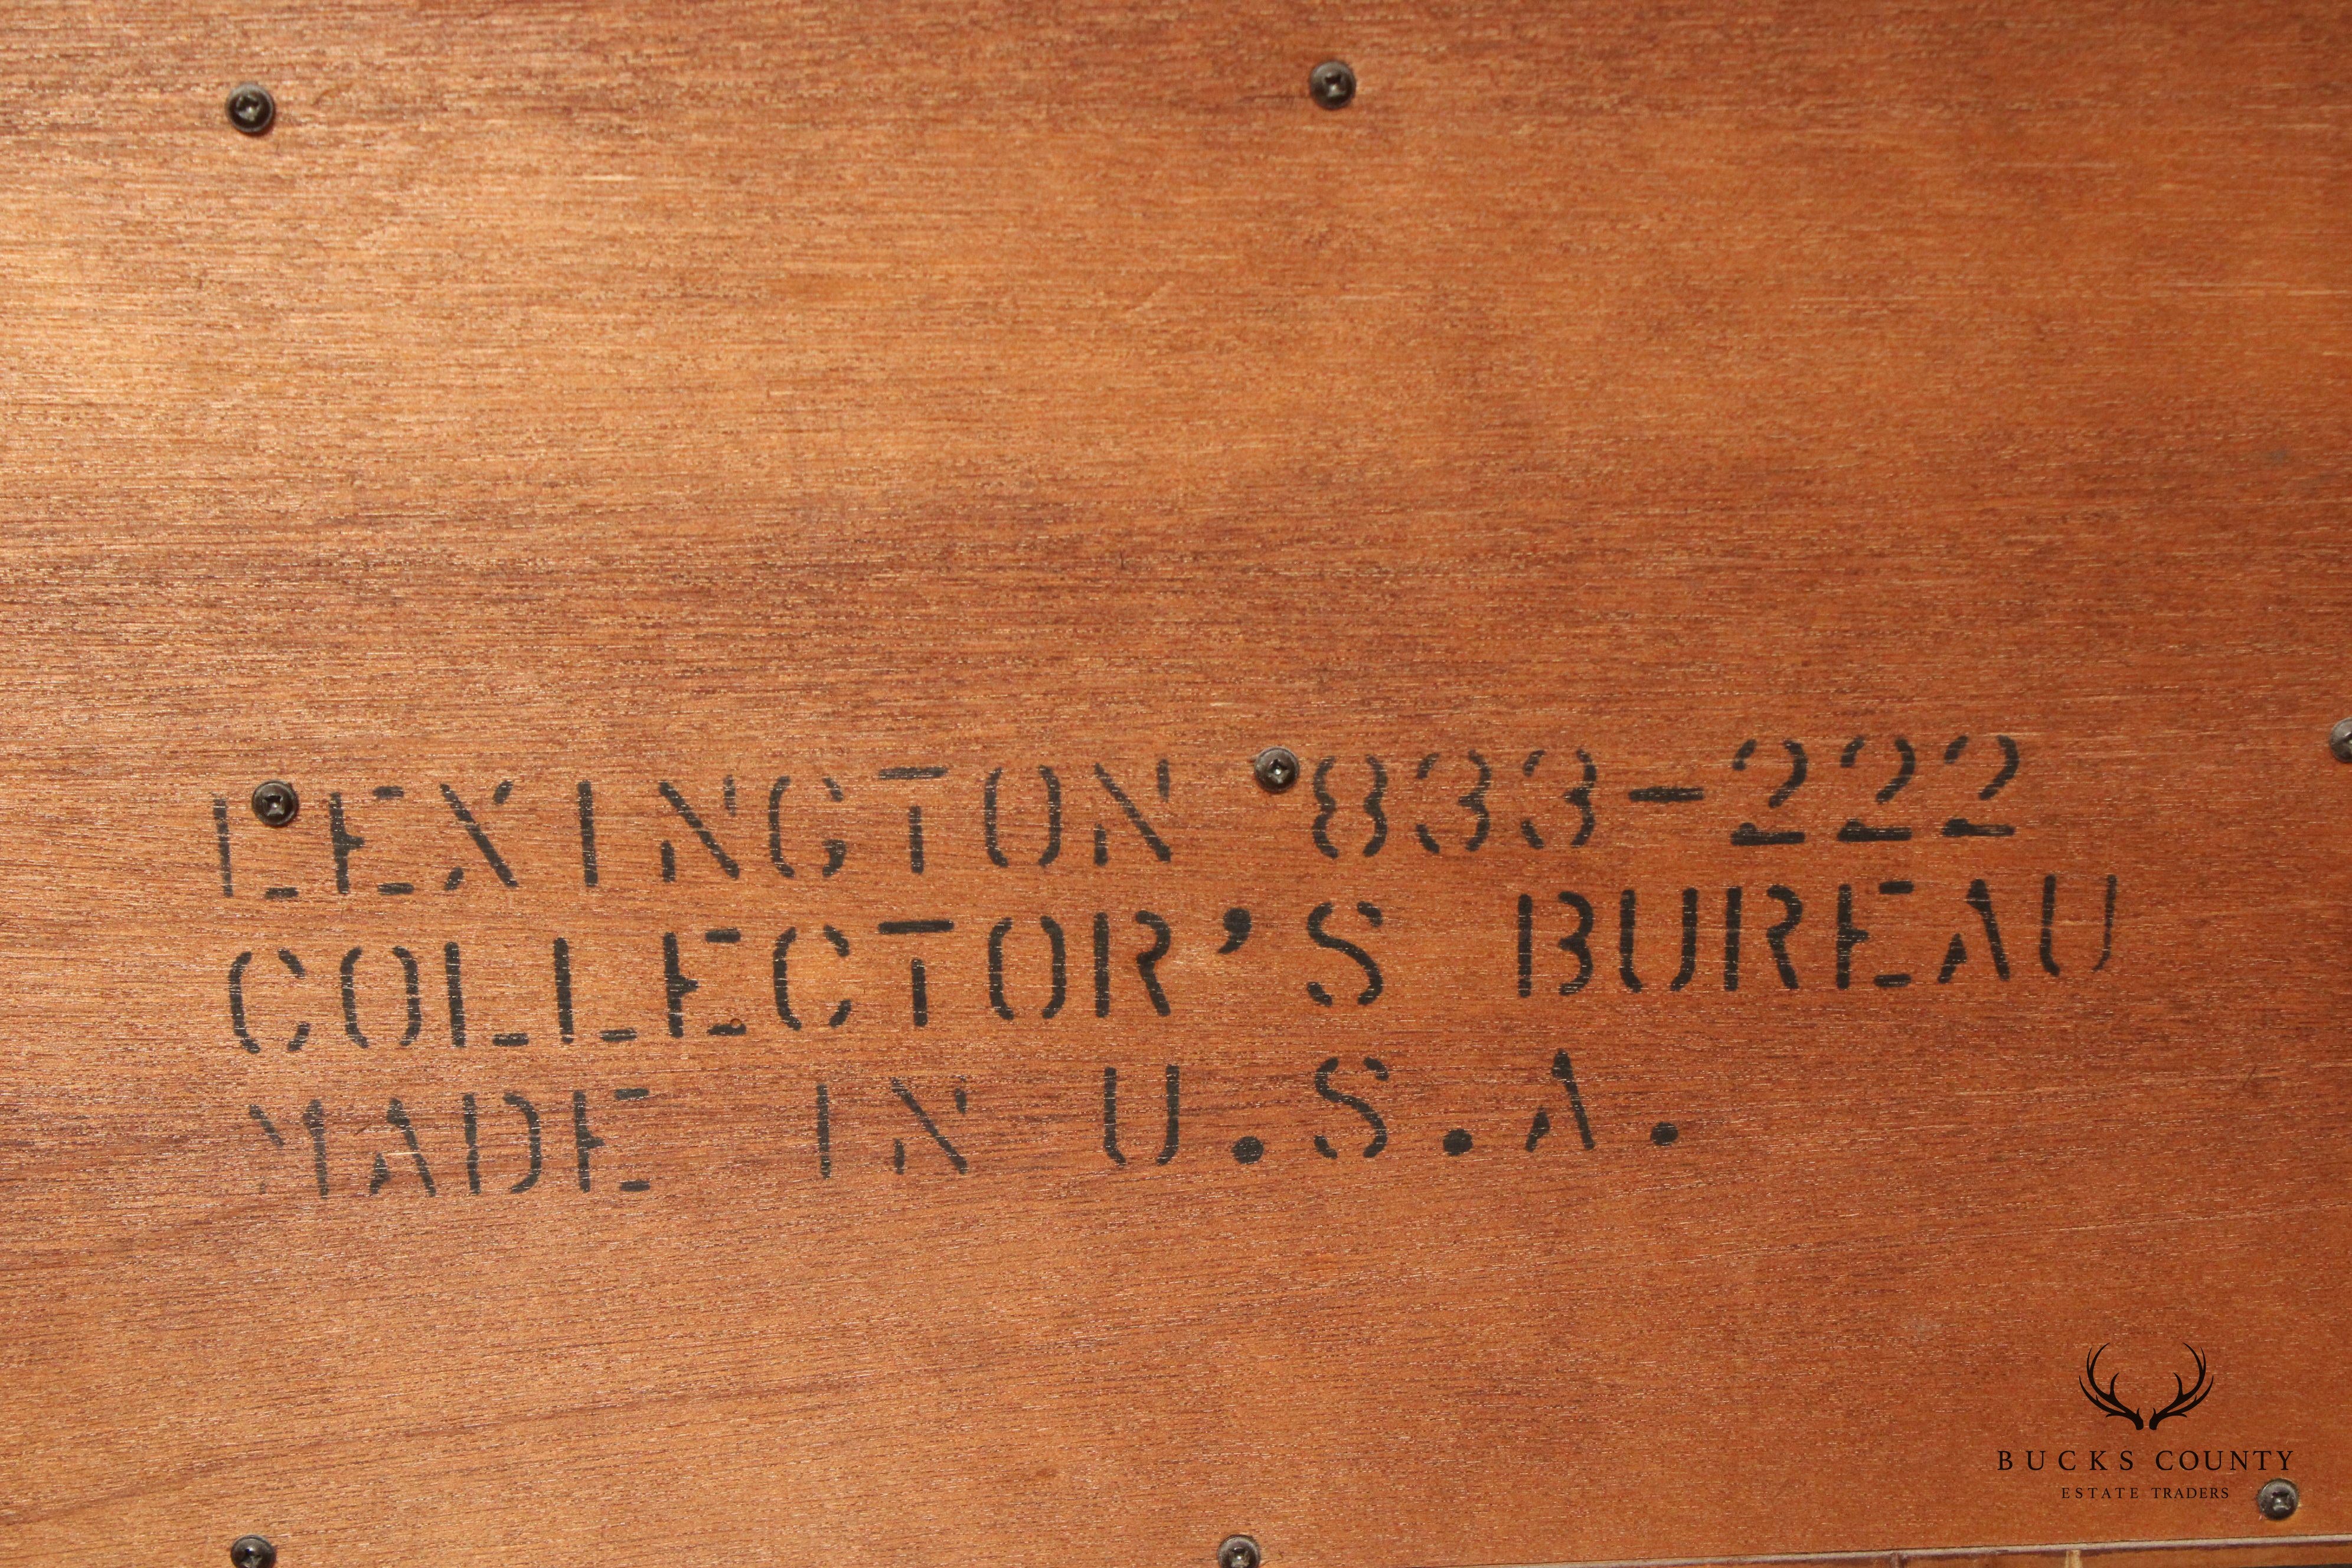 LEXINGTON 833-222
COLLECTOR'S BUREAU
MADE IN U.S.A.
BUCKS COUNTY
ESTATE TRADERS